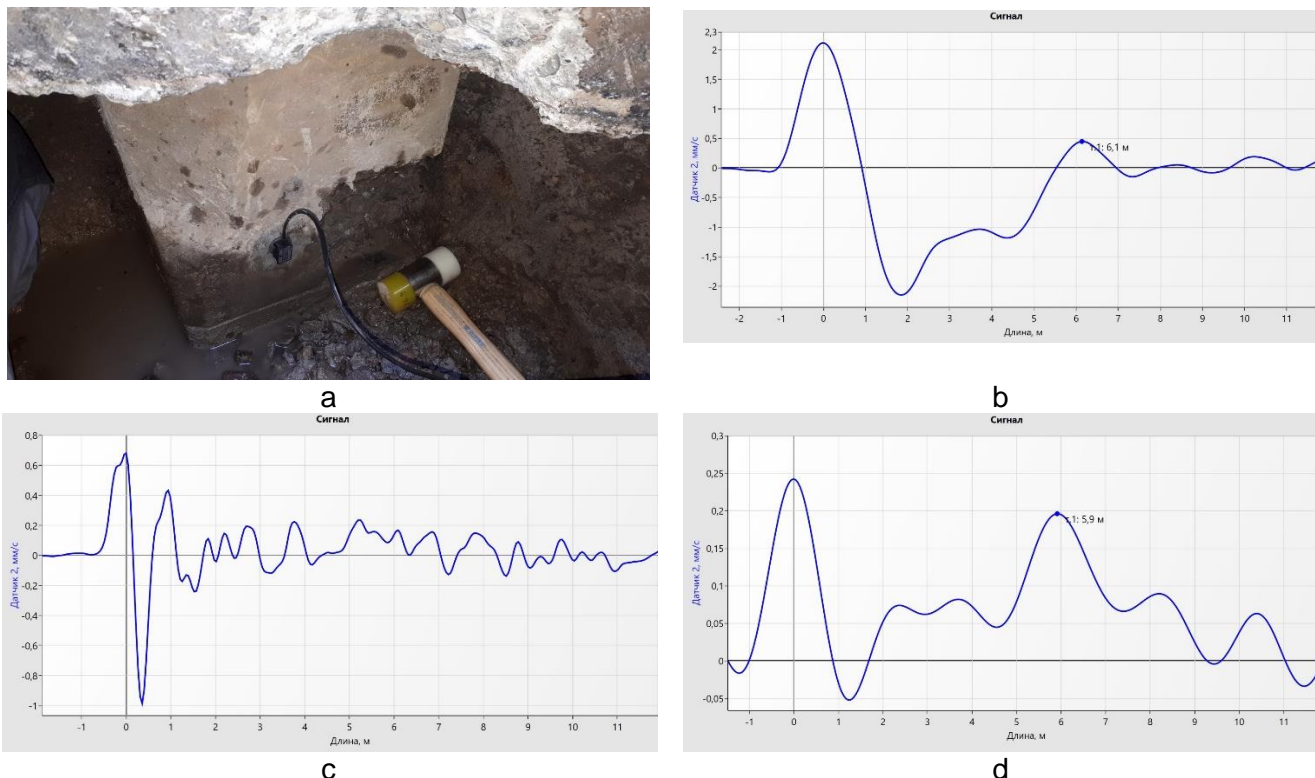 a
Сигнал
Датчик 2, мм/с
2,3
2
1,5
1
0,5
0
-0,5
-1
-1,5
-2
т.1: 6,1 м
-2 -1 0 1 2 3 4 5 6 7 8 9 10 11
Длина, м
b
Сигнал
Датчик 2, мм/с
0,8
0,6
0,4
0,2
0
-0,2
-0,4
-0,6
-0,8
-1
-1 0 1 2 3 4 5 6 7 8 9 10 11
Длина, м
c
Сигнал
Датчик 2, мм/с
0,3
0,25
0,2
0,15
0,1
0,05
0
-0,05
т.1: 5,9 м
-1 0 1 2 3 4 5 6 7 8 9 10 11
Длина, м
d